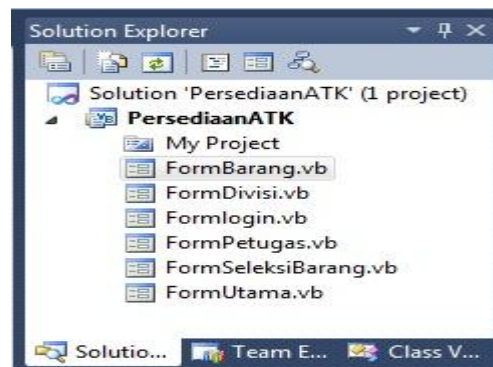 Solution Explorer
Solution 'PersediaanATK' (1 project)
PersediaanATK
My Project
FormBarang.vb
FormDivisi.vb
Formlogin.vb
FormPetugas.vb
FormSeleksiBarang.vb
FormUtama.vb
Solutio... Team E... Class V...